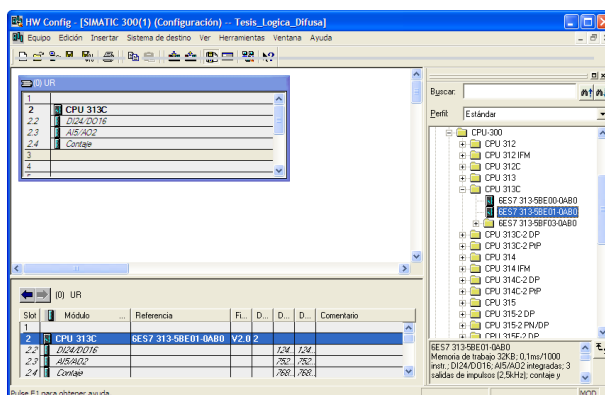 HW Config - [SIMATIC 300(1) (Configuración) -- Tesis_Logica_Difusa]
Equipo Edición Insertar Sistema de destino Ver Herramientas Ventana Ayuda
(0) UR
1
2 CPU 313C
2.2 DI24/DO16
2.3 AI5/AO2
2.4 Contaje
3
4
Buscar:
Perfil: Estándar
CPU-300
CPU 312
CPU 312 IFM
CPU 312C
CPU 313
CPU 313C
6ES7 313-5BE00-0AB0
6ES7 313-5BE01-0AB0
6ES7 313-5BF03-0AB0
CPU 313C-2 DP
CPU 313C-2 PtP
CPU 314
CPU 314 IFM
CPU 314C-2 DP
CPU 314C-2 PtP
CPU 315
CPU 315-2 DP
CPU 315-2 PN/DP
CPU 315F-2 DP
6ES7 313-5BE01-0AB0
Memoria de trabajo 32KB; 0,1ms/1000
instr.; DI24/DO16; AI5/AO2 integradas; 3
salidas de impulsos (2,5kHz); contaje y
(0) UR
Slot Módulo ... Referencia Fi... D... D... D... Comentario
1
2 CPU 313C 6ES7 313-5BE01-0AB0 V2.0 2
2.2 DI24/DO16 124... 124...
2.3 AI5/AO2 752... 752...
2.4 Contaje 768... 768...
Pulse F1 para obtener ayuda. MOD